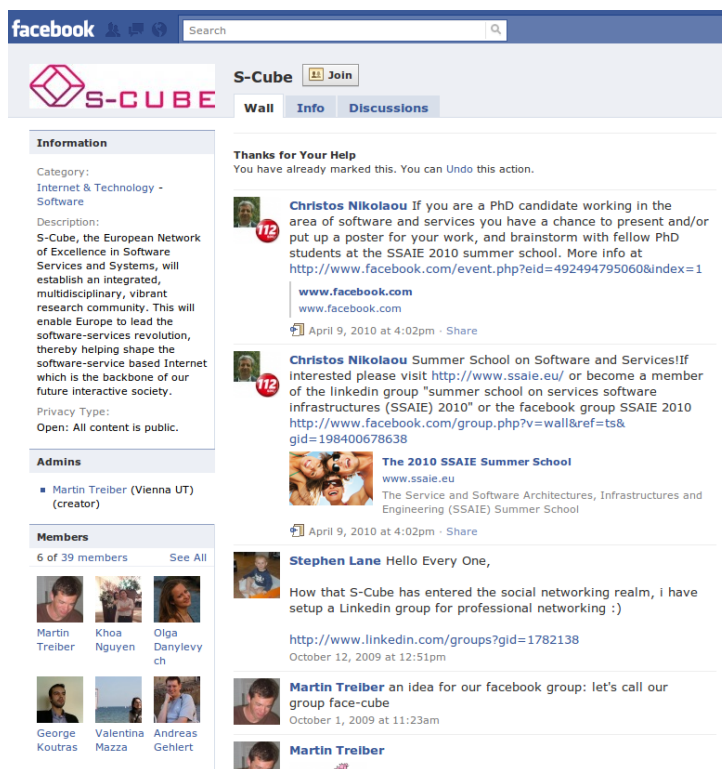 facebook
Search
S-CUBE
S-Cube
Join
Wall
Info
Discussions
Information
Category:
Internet & Technology -
Software
Description:
S-Cube, the European Network
of Excellence in Software
Services and Systems, will
establish an integrated,
multidisciplinary, vibrant
research community. This will
enable Europe to lead the
software-services revolution,
thereby helping shape the
software-service based Internet
which is the backbone of our
future interactive society.
Privacy Type:
Open: All content is public.
Admins
Martin Treiber (Vienna UT)
(creator)
Members
6 of 39 members
See All
Martin
Treiber
Khoa
Nguyen
Olga
Danylevy
ch
George
Koutras
Valentina
Mazza
Andreas
Gehlert
Thanks for Your Help
You have already marked this. You can Undo this action.
112
Christos Nikolaou If you are a PhD candidate working in the
area of software and services you have a chance to present and/or
put up a poster for your work, and brainstorm with fellow PhD
students at the SSAIE 2010 summer school. More info at
http://www.facebook.com/event.php?eid=492494795060&index=1
www.facebook.com
www.facebook.com
April 9, 2010 at 4:02pm · Share
112
Christos Nikolaou Summer School on Software and Services!If
interested please visit http://www.ssaie.eu/ or become a member
of the linkedin group "summer school on services software
infrastructures (SSAIE) 2010" or the facebook group SSAIE 2010
http://www.facebook.com/group.php?v=wall&ref=ts&
gid=198400678638
The 2010 SSAIE Summer School
www.ssaie.eu
The Service and Software Architectures, Infrastructures and
Engineering (SSAIE) Summer School
April 9, 2010 at 4:02pm · Share
Stephen Lane Hello Every One,
How that S-Cube has entered the social networking realm, i have
setup a Linkedin group for professional networking :)
http://www.linkedin.com/groups?gid=1782138
October 12, 2009 at 12:51pm
Martin Treiber an idea for our facebook group: let's call our
group face-cube
October 1, 2009 at 11:23am
Martin Treiber